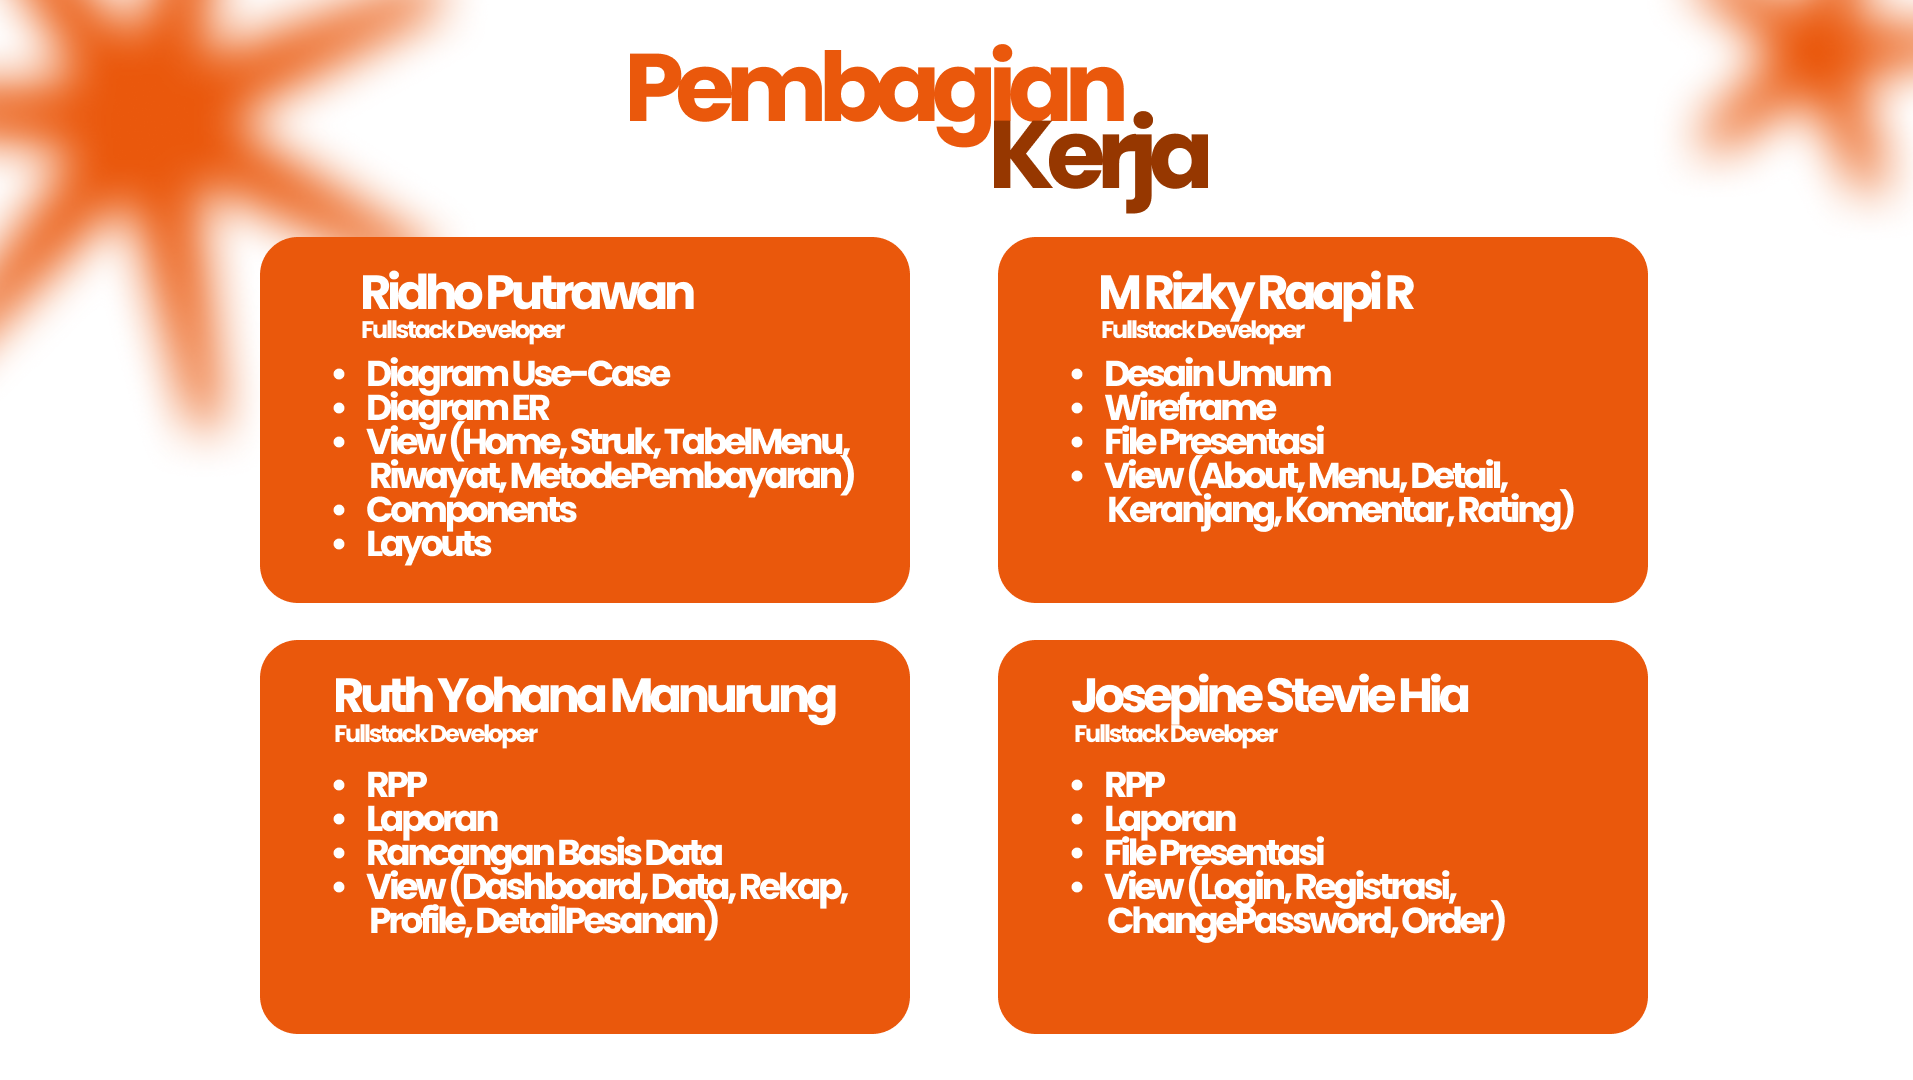 Pembagian
Kerja
Ridho Putrawan
Fullstack Developer
• Diagram Use-Case
• Diagram ER
• View (Home, Struk, TabelMenu,
Riwayat, MetodePembayaran)
• Components
• Layouts
M Rizky Raapi R
Fullstack Developer
• Desain Umum
• Wireframe
• File Presentasi
• View (About, Menu, Detail,
Keranjang, Komentar, Rating)
Ruth Yohana Manurung
Fullstack Developer
• RPP
• Laporan
• Rancangan Basis Data
• View (Dashboard, Data, Rekap,
Profile, DetailPesanan)
Josepine Stevie Hia
Fullstack Developer
• RPP
• Laporan
• File Presentasi
• View (Login, Registrasi,
ChangePassword, Order)